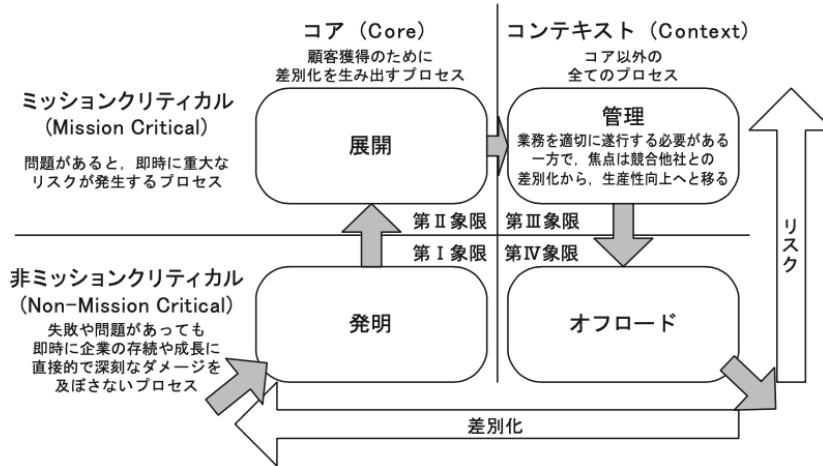 コア（Core）
顧客獲得のために
差別化を生み出すプロセス
コンテキスト（Context）
コア以外の
全てのプロセス
ミッションクリティカル
（Mission Critical）
問題があると，即時に重大な
リスクが発生するプロセス
展開
管理
業務を適切に遂行する必要がある
一方で，焦点は競合他社との
差別化から，生産性向上へと移る
第Ⅱ象限
第Ⅲ象限
第Ⅰ象限
第Ⅳ象限
リスク
非ミッションクリティカル
（Non-Mission Critical）
失敗や問題があっても
即時に企業の存続や成長に
直接的で深刻なダメージを
及ぼさないプロセス
発明
オフロード
差別化